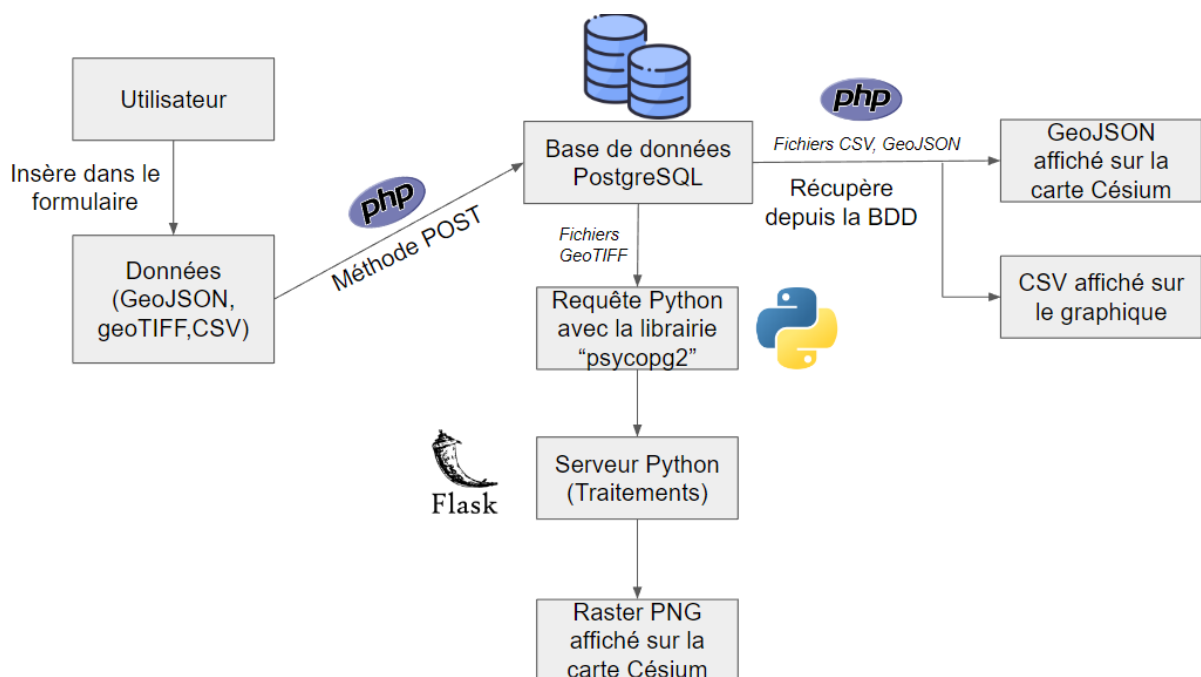 Utilisateur
Insère dans le
formulaire
Données
(GeoJSON,
geoTIFF,CSV)
php
Méthode POST
Base de données
PostgreSQL
php
Fichiers CSV, GeoJSON
Récupère
depuis la BDD
GeoJSON
affiché sur la
carte Césium
CSV affiché sur
le graphique
Fichiers
GeoTIFF
Requête Python
avec la librairie
“psycopg2”
Flask
Serveur Python
(Traitements)
Raster PNG
affiché sur la
carte Césium